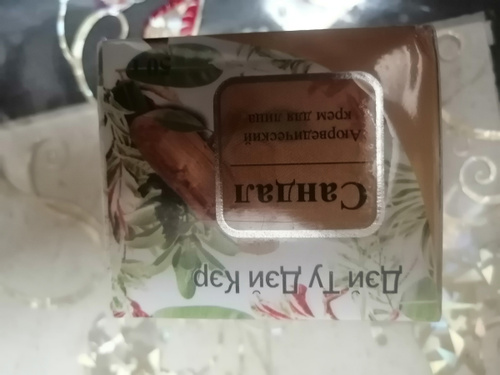 Дэи Ту Дэи Кэр
Сандал
Аюрведический
крем для лица